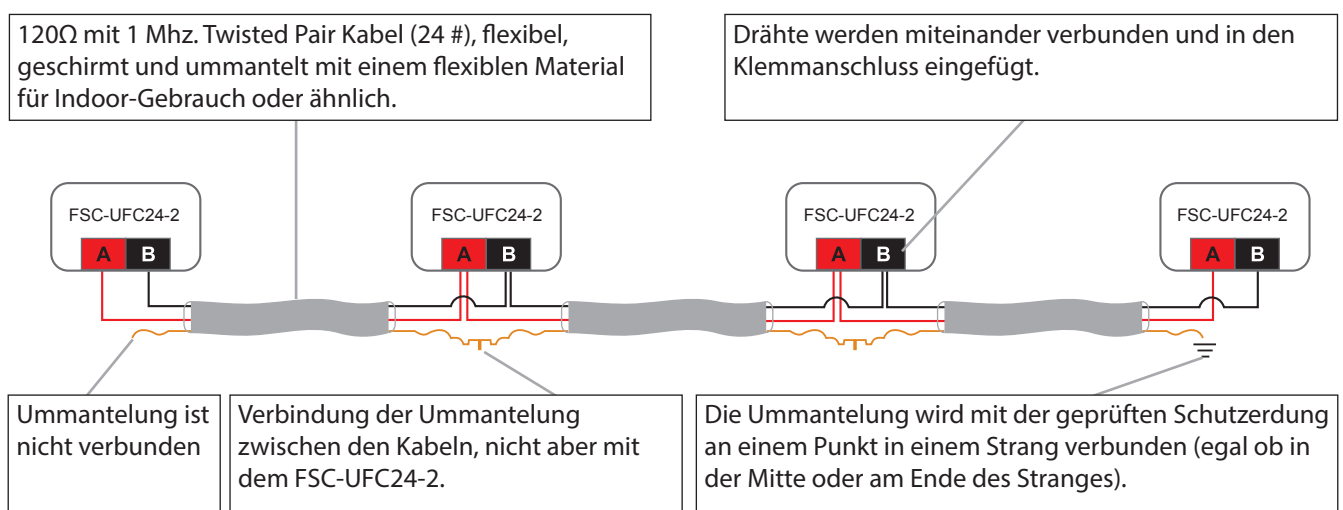 120Ω mit 1 Mhz. Twisted Pair Kabel (24 #), flexibel,
geschirmt und ummantelt mit einem flexiblen Material
für Indoor-Gebrauch oder ähnlich.
Drähte werden miteinander verbunden und in den
Klemmanschluss eingefügt.
FSC-UFC24-2
A B
FSC-UFC24-2
A B
FSC-UFC24-2
A B
FSC-UFC24-2
A B
Ummantelung ist
nicht verbunden
Verbindung der Ummantelung
zwischen den Kabeln, nicht aber mit
dem FSC-UFC24-2.
Die Ummantelung wird mit der geprüften Schutzerdung
an einem Punkt in einem Strang verbunden (egal ob in
der Mitte oder am Ende des Stranges).